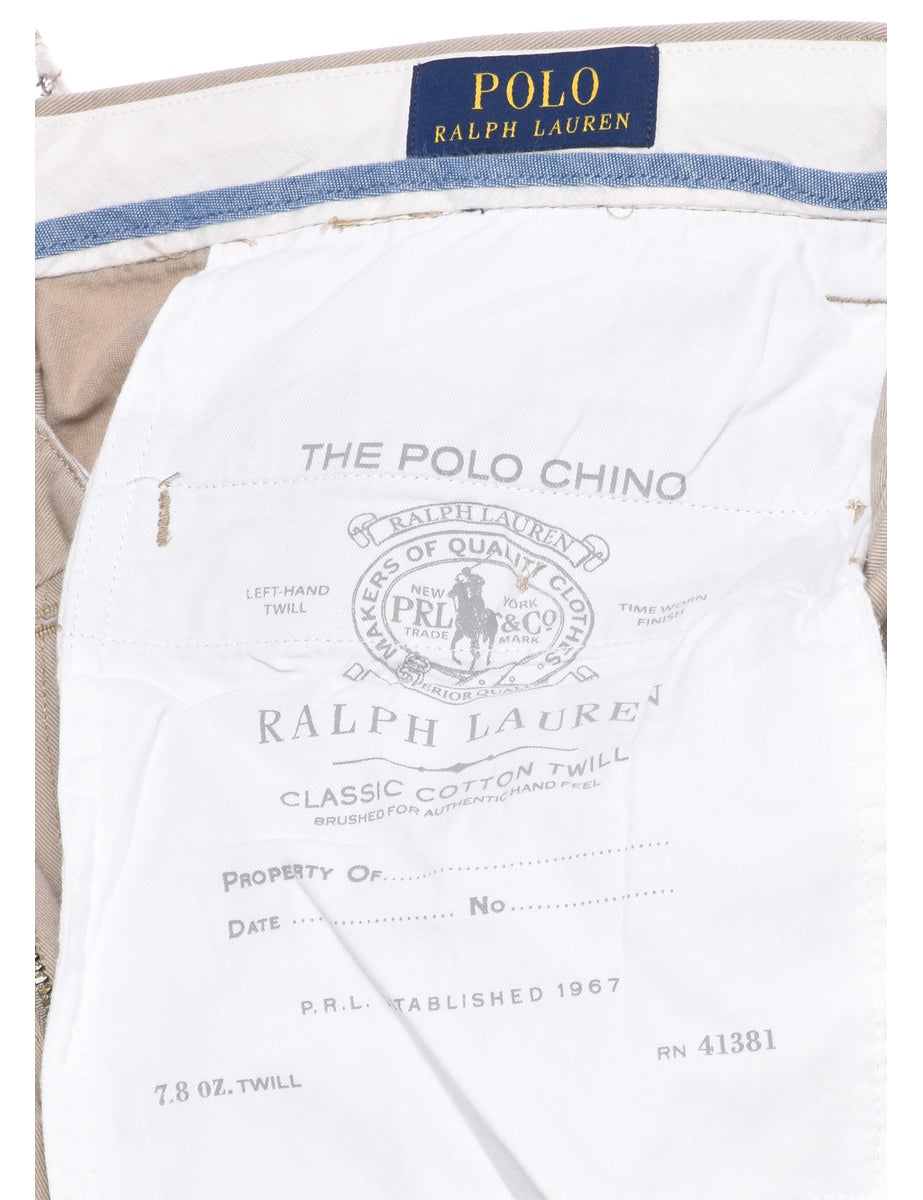 POLO
RALPH LAUREN
THE POLO CHINO
RALPH LAUREN
MAKERS OF QUALITY CLOTHES
LEFT-HAND
TWILL
NEW YORK
PRL &Co
TRADE MARK
TIME WORN
FINISH
PERIOR QUAL
RALPH LAUREN
CLASSIC COTTON TWILL
BRUSHED FOR AUTHENTIC HAND FEEL
PROPERTY OF
DATE No
P.R.L. TABLISHED 1967
RN 41381
7.8 OZ. TWILL